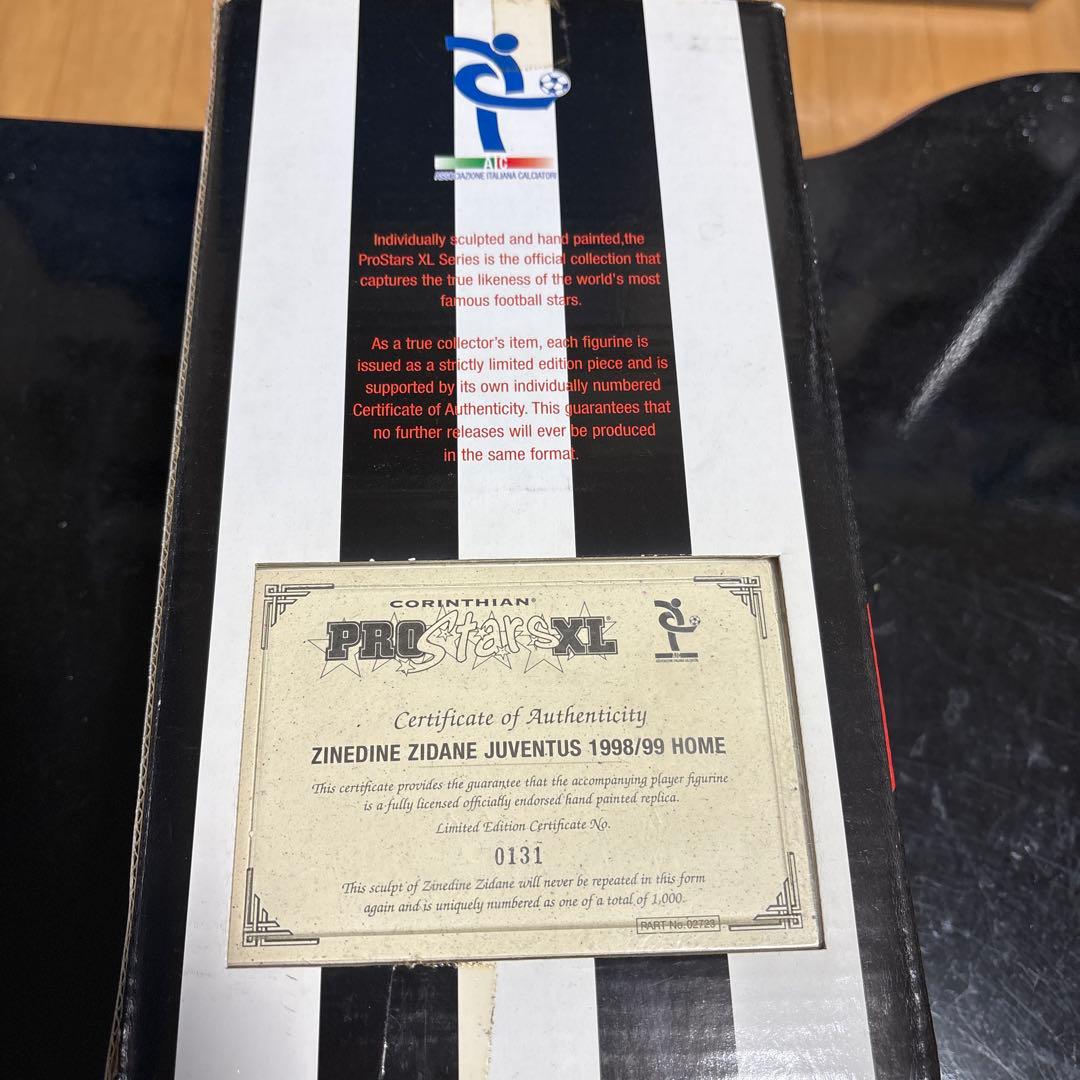 AIC
ASSOCIAZIONE ITALIANA CALCIATORI
Individually sculpted and hand painted,the
ProStars XL Series is the official collection that
captures the true likeness of the world's most
famous football stars.
As a true collector's item, each figurine is
issued as a strictly limited edition piece and is
supported by its own individually numbered
Certificate of Authenticity. This guarantees that
no further releases will ever be produced
in the same format.
CORINTHIAN®
PROStarsXL
Certificate of Authenticity
ZINEDINE ZIDANE JUVENTUS 1998/99 HOME
This certificate provides the guarantee that the accompanying player figurine
is a fully licensed officially endorsed hand painted replica.
Limited Edition Certificate No.
0131
This sculpt of Zinedine Zidane will never be repeated in this form
again and is uniquely numbered as one of a total of 1,000.
PART No. 02723